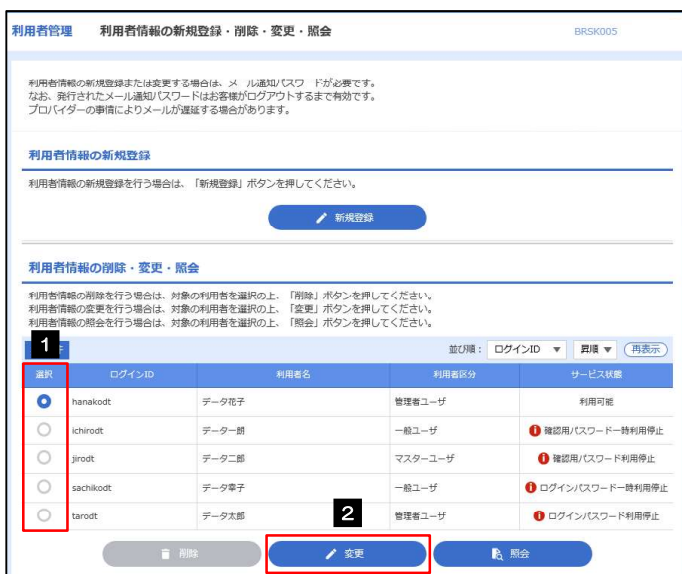 利用者管理 利用者情報の新規登録・削除・変更・照会 BRSK005
利用者情報の新規登録または変更する場合は、メール通知パスワードが必要です。
なお、発行されたメール通知パスワードはお客様がログアウトするまで有効です。
プロバイダーの事情によりメールが遅延する場合があります。
利用者情報の新規登録
利用者情報の新規登録を行う場合は、「新規登録」ボタンを押してください。
新規登録
利用者情報の削除・変更・照会
利用者情報の削除を行う場合は、対象の利用者を選択の上、「削除」ボタンを押してください。
利用者情報の変更を行う場合は、対象の利用者を選択の上、「変更」ボタンを押してください。
利用者情報の照会を行う場合は、対象の利用者を選択の上、「照会」ボタンを押してください。
1
並び順： ログインID 昇順 再表示
選択 ログインID 利用者名 利用者区分 サービス状態
hanakodt データ花子 管理者ユーザ 利用可能
ichirodt データ一朗 一般ユーザ 確認用パスワード一時利用停止
jirodt データ二郎 マスターユーザ 確認用パスワード利用停止
sachikodt データ幸子 一般ユーザ ログインパスワード一時利用停止
tarodt データ太郎 管理者ユーザ ログインパスワード利用停止
2
削除 変更 照会